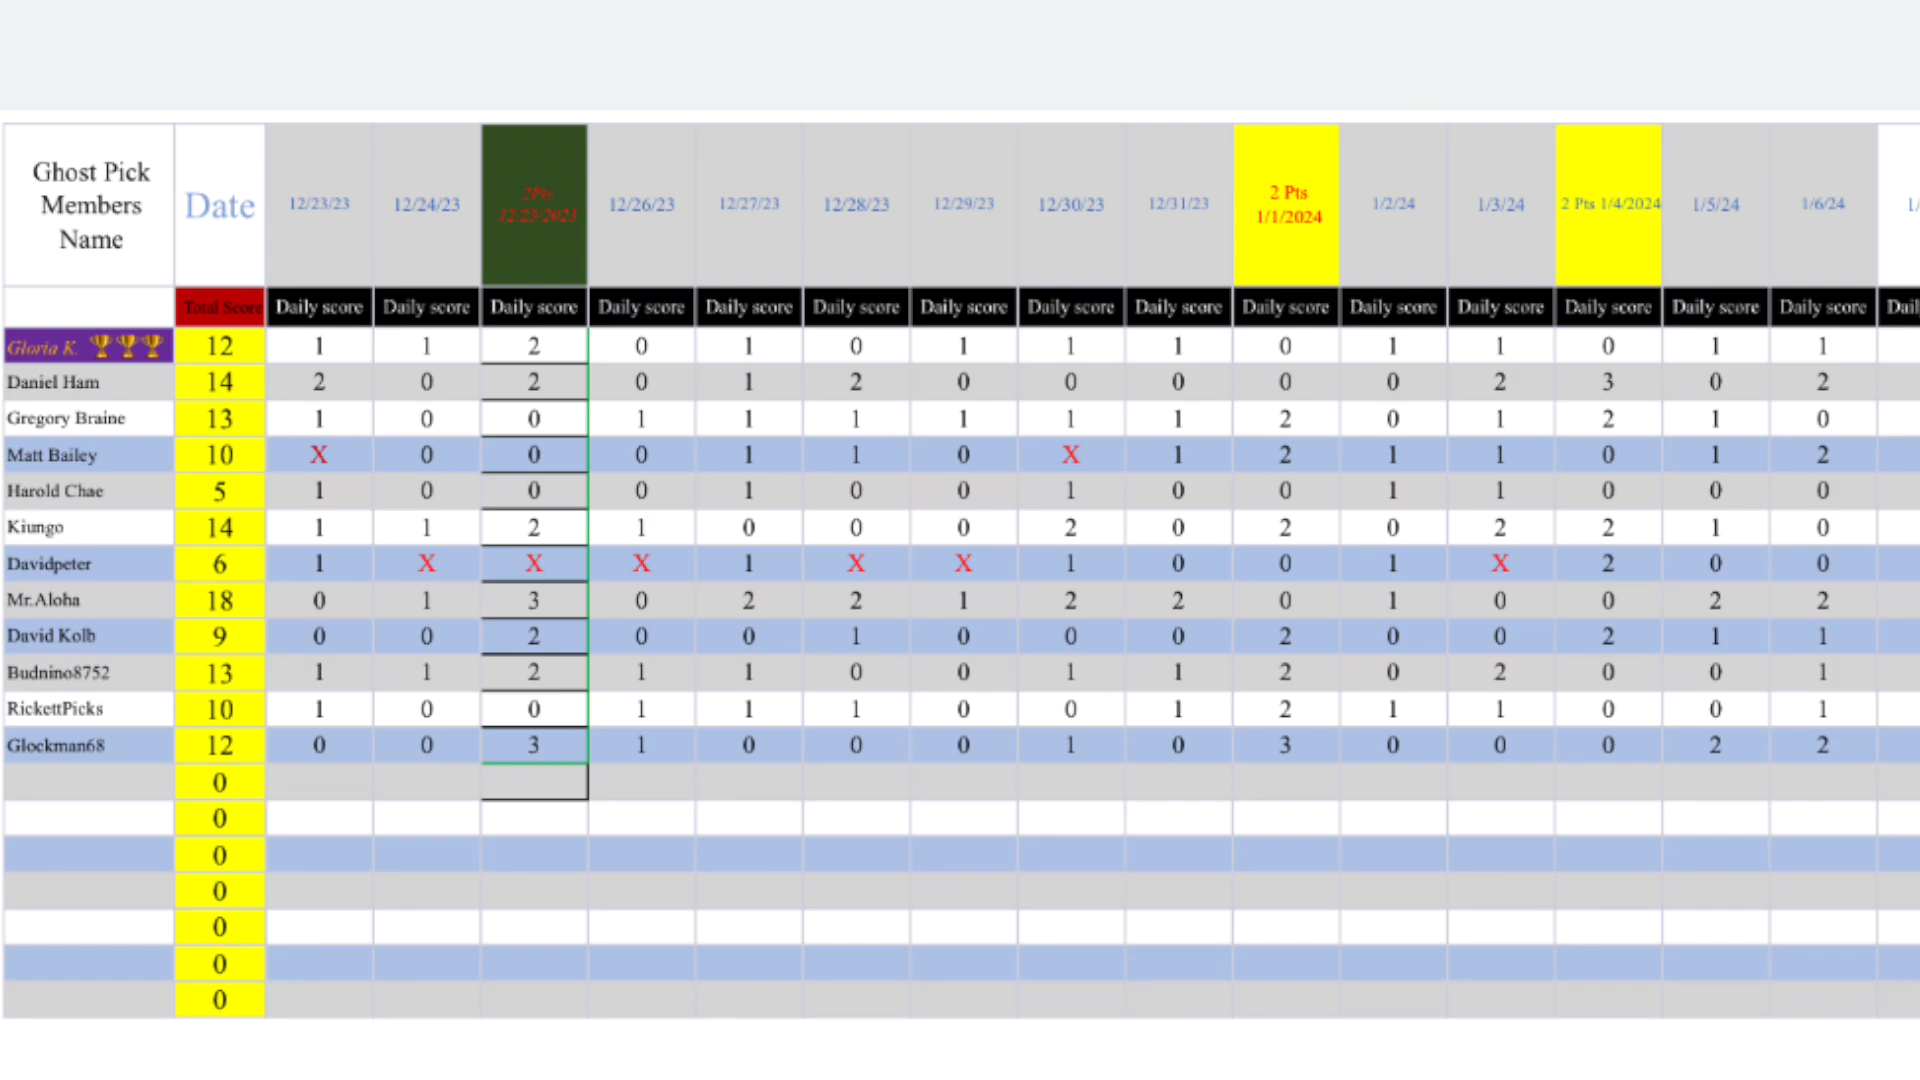 Ghost Pick
Members
Name
Date 12/23/23 12/24/23 2Pts 12/26/23 12/27/23 12/28/23 12/29/23 12/30/23 12/31/23 2 Pts 1/2/24 1/3/24 2 Pts 1/4/2024 1/5/24 1/6/24 1/
12/25/2023 1/1/2024
Total Score Daily score Daily score Daily score Daily score Daily score Daily score Daily score Daily score Daily score Daily score Daily score Daily score Daily score Daily score Daily score Dail
Gloria K. 12 1 1 2 0 1 0 1 1 1 0 1 1 0 1 1
Daniel Ham 14 2 0 2 0 1 2 0 0 0 0 0 2 3 0 2
Gregory Braine 13 1 0 0 1 1 1 1 1 1 2 0 1 2 1 0
Matt Bailey 10 X 0 0 0 1 1 0 X 1 2 1 1 0 1 2
Harold Chae 5 1 0 0 0 1 0 0 1 0 0 1 1 0 0 0
Kiungo 14 1 1 2 1 0 0 0 2 0 2 0 2 2 1 0
Davidpeter 6 1 X X X 1 X X 1 0 0 1 X 2 0 0
Mr.Aloha 18 0 1 3 0 2 2 1 2 2 0 1 0 0 2 2
David Kolb 9 0 0 2 0 0 1 0 0 0 2 0 0 2 1 1
Budnino8752 13 1 1 2 1 1 0 0 1 1 2 0 2 0 0 1
RickettPicks 10 1 0 0 1 1 1 0 0 1 2 1 1 0 0 1
Glockman68 12 0 0 3 1 0 0 0 1 0 3 0 0 0 2 2
0
0
0
0
0
0
0